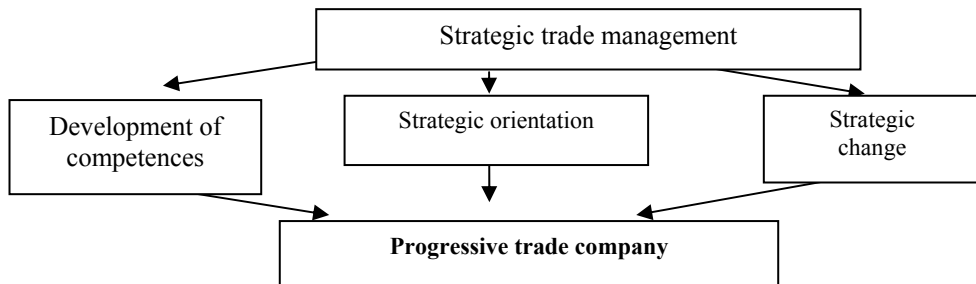 Strategic trade management
Development of
competences
Strategic orientation
Strategic
change
Progressive trade company